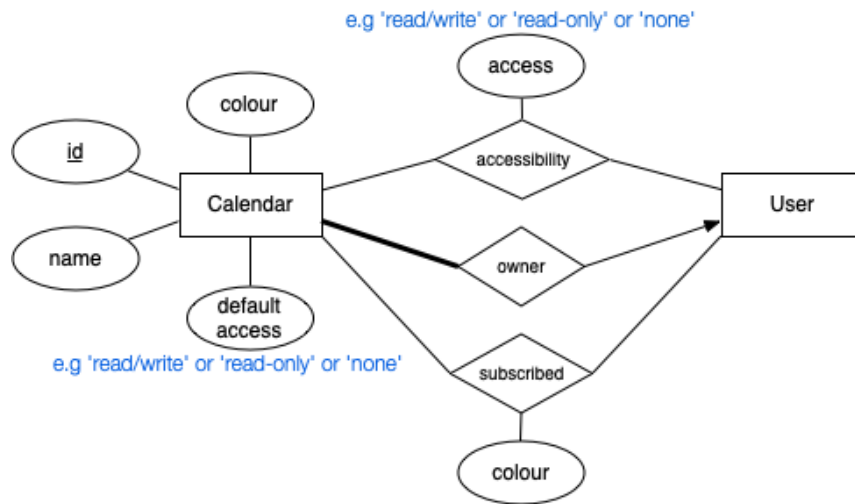 e.g 'read/write' or 'read-only' or 'none'
access
colour
id
accessibility
Calendar
User
name
owner
default
access
e.g 'read/write' or 'read-only' or 'none'
subscribed
colour